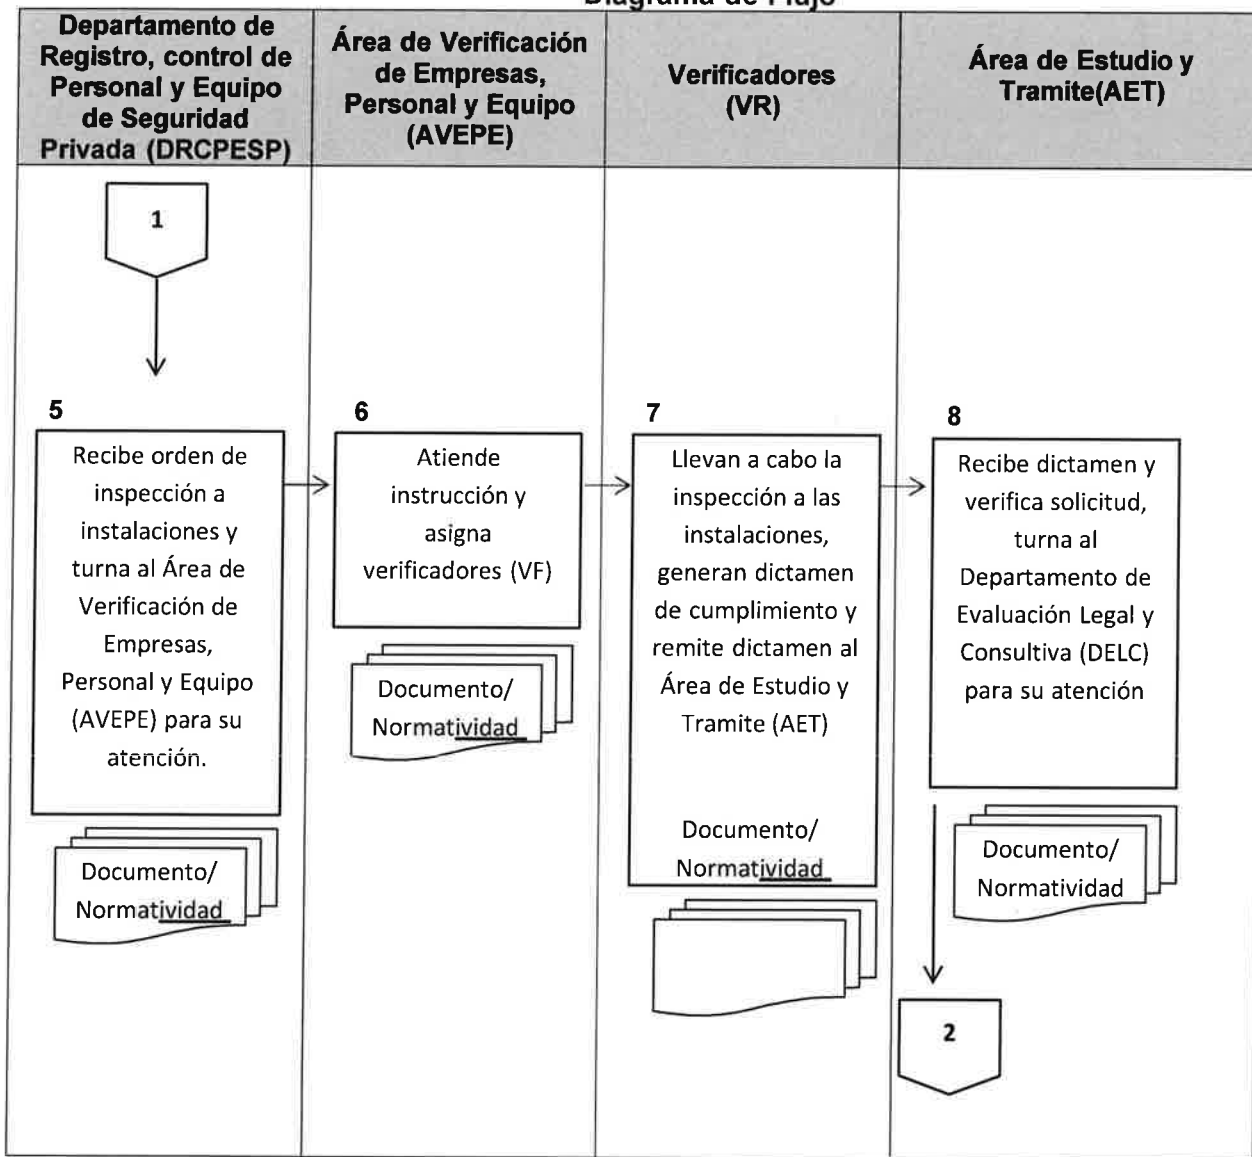 Diagrama de Flujo
Departamento de
Registro, control de
Personal y Equipo
de Seguridad
Privada (DRCPESP)
Área de Verificación
de Empresas,
Personal y Equipo
(AVEPE)
Verificadores
(VR)
Área de Estudio y
Tramite(AET)
1
5
Recibe orden de
inspección a
instalaciones y
turna al Área de
Verificación de
Empresas,
Personal y Equipo
(AVEPE) para su
atención.
Documento/
Normatividad
6
Atiende
instrucción y
asigna
verificadores (VF)
Documento/
Normatividad
7
Llevan a cabo la
inspección a las
instalaciones,
generan dictamen
de cumplimiento y
remite dictamen al
Área de Estudio y
Tramite (AET)
Documento/
Normatividad
8
Recibe dictamen y
verifica solicitud,
turna al
Departamento de
Evaluación Legal y
Consultiva (DELC)
para su atención
Documento/
Normatividad
2